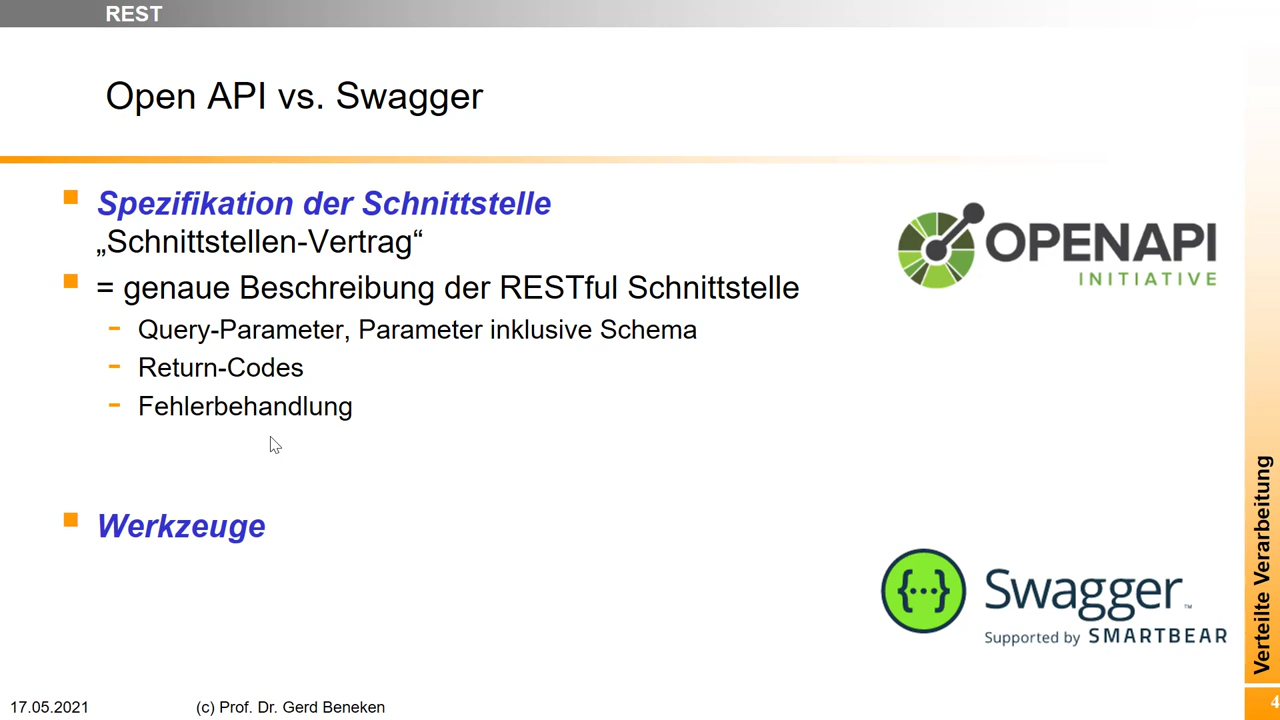 REST
Open API vs. Swagger
Spezifikation der Schnittstelle
„Schnittstellen-Vertrag“
= genaue Beschreibung der RESTful Schnittstelle
- Query-Parameter, Parameter inklusive Schema
- Return-Codes
- Fehlerbehandlung
Werkzeuge
OPENAPI
INITIATIVE
{...} Swagger™
Supported by SMARTBEAR
Verteilte Verarbeitung
17.05.2021
(c) Prof. Dr. Gerd Beneken
4